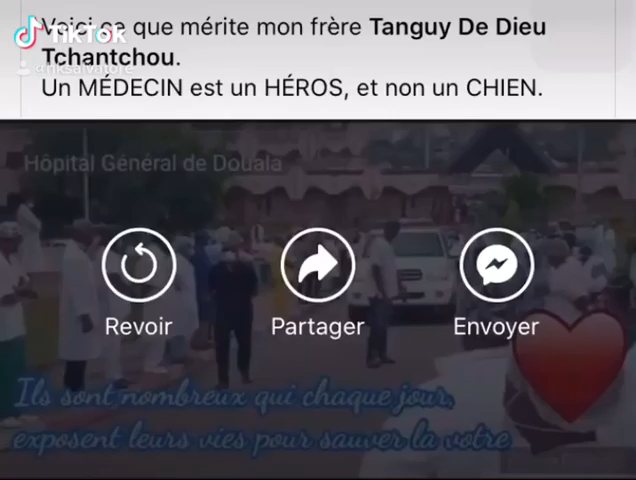 Voici ce que mérite mon frère Tanguy De Dieu
TikTok
Tchantchou.
@riksalvatore
Un MÉDECIN est un HÉROS, et non un CHIEN.
Hôpital Général de Douala
Revoir
Partager
Envoyer
Ils sont nombreux qui chaque jour,
exposent leurs vies pour sauver la votre